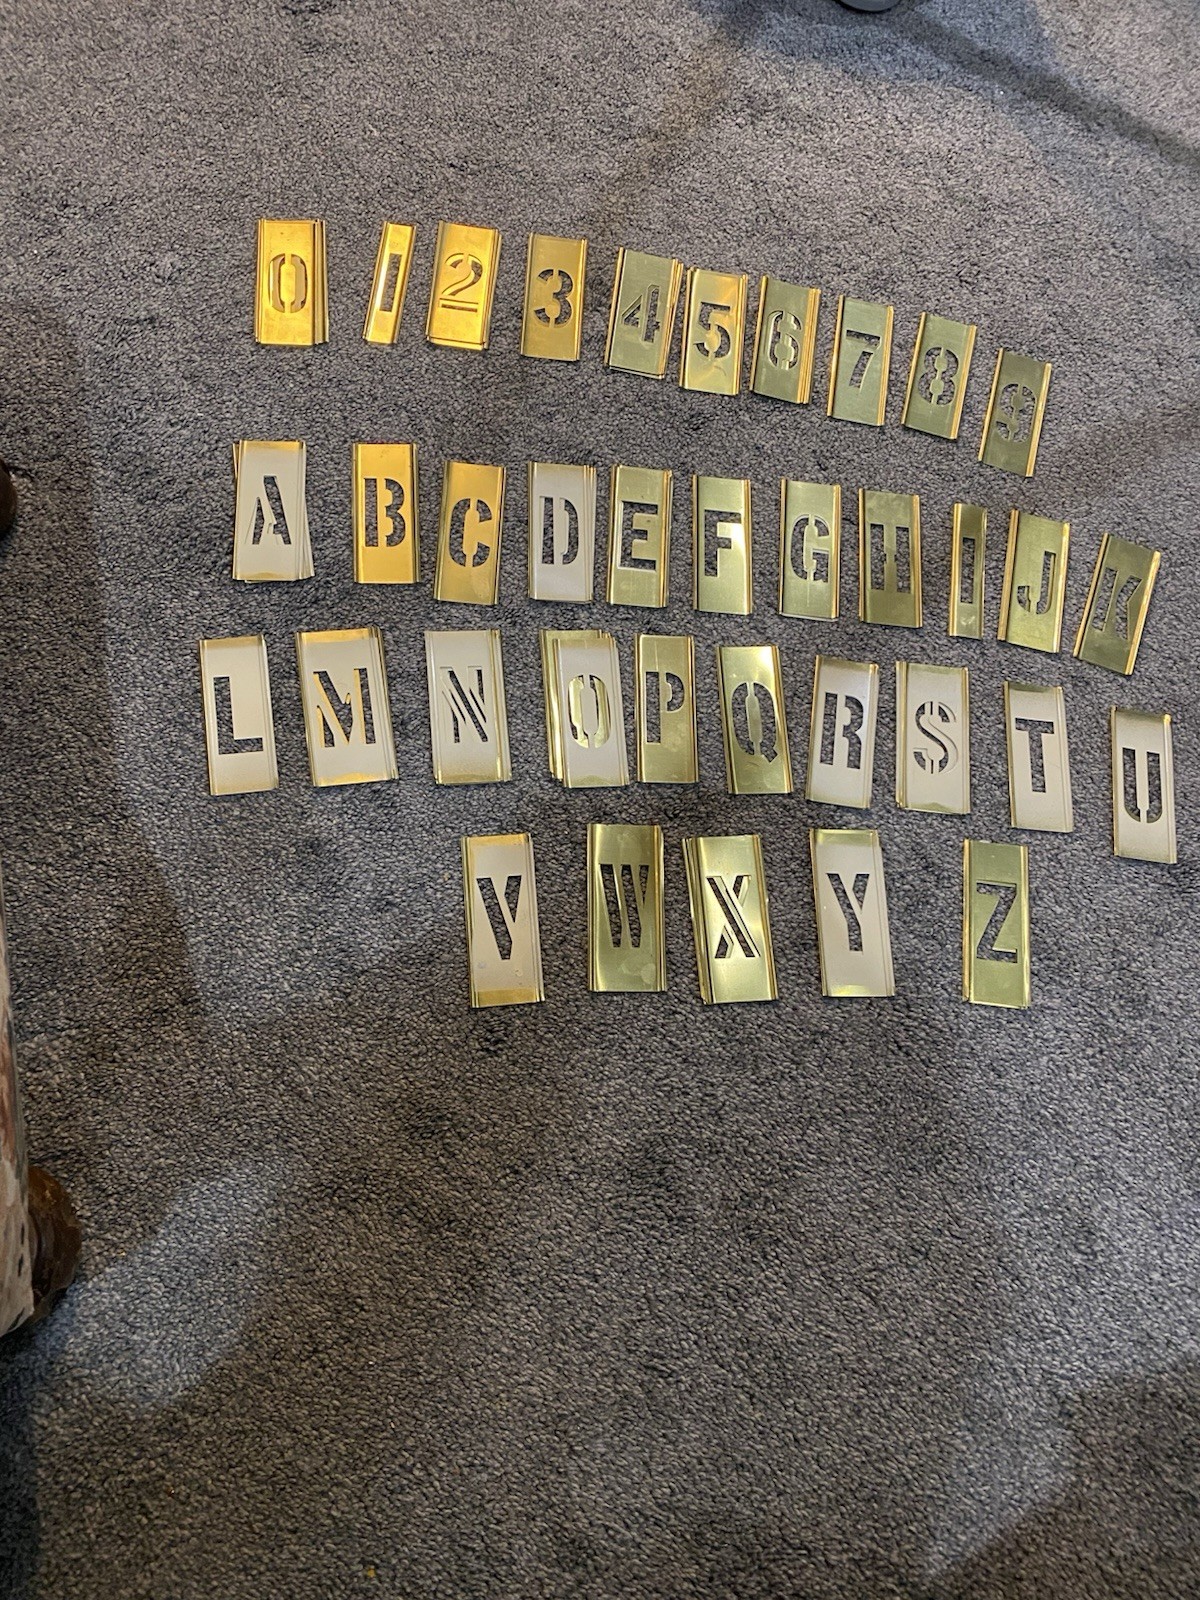 0 1 2 3 4 5 6 7 8 9
A B C D E F G H I J K
L M N O P Q R S T U
V W X Y Z